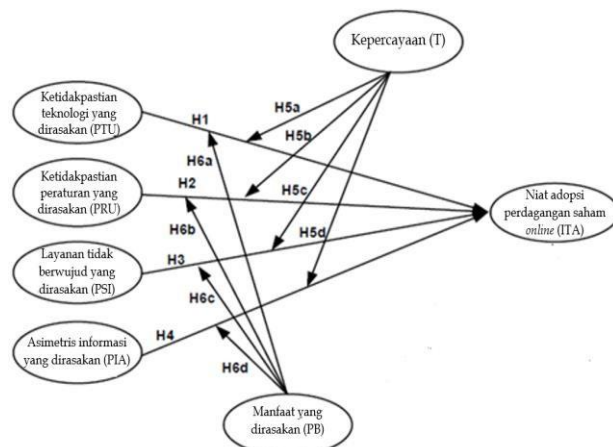 Kepercayaan (T)
Ketidakpastian
teknologi yang
dirasakan
(PTU)
H1
H5a
H5b
H6a
Ketidakpastian
peraturan yang
dirasakan
(PRU)
H2
H5c
Niat adopsi
perdagangan saham
online (ITA)
H6b
H5d
Layanan tidak
berwujud yang
dirasakan (PSI)
H3
H6c
Asimetris informasi
yang dirasakan (PIA)
H4
H6d
Manfaat yang
dirasakan (PB)